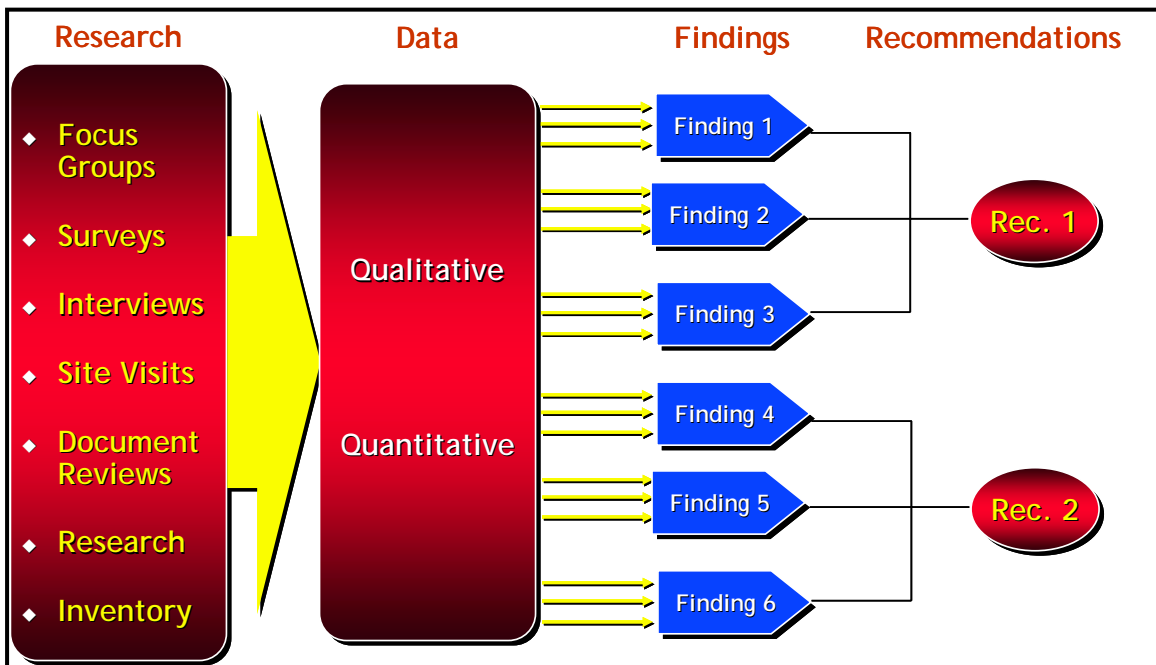 Research
Data
Findings
Recommendations
Focus
Groups
Surveys
Interviews
Site Visits
Document
Reviews
Research
Inventory
Qualitative
Quantitative
Finding 1
Finding 2
Finding 3
Finding 4
Finding 5
Finding 6
Rec. 1
Rec. 2